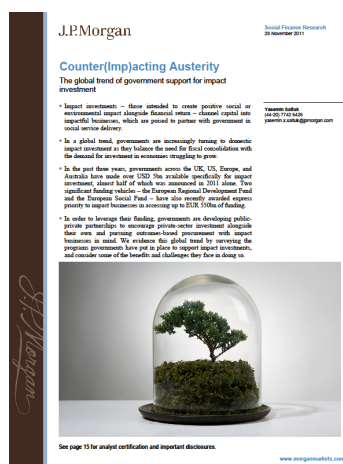 J.P.Morgan
Social Finance Research
28 November 2011
Counter(Imp)acting Austerity
The global trend of government support for impact
investment
Yasemin Saltuk
(44-20) 7742 6426
yasemin.x.saltuk@jpmorgan.com
• Impact investments – those intended to create positive social or
environmental impact alongside financial return – channel capital into
impactful businesses, which are poised to partner with government in
social service delivery.
• In a global trend, governments are increasingly turning to domestic
impact investment as they balance the need for fiscal consolidation with
the demand for investment in economies struggling to grow.
• In the past three years, governments across the UK, US, Europe, and
Australia have made over USD 5bn available specifically for impact
investment, almost half of which was announced in 2011 alone. Two
significant funding vehicles – the European Regional Development Fund
and the European Social Fund – have also recently awarded express
priority to impact businesses in accessing up to EUR 550bn of funding.
• In order to leverage their funding, governments are developing public-
private partnerships to encourage private-sector investment alongside
their own and pursuing outcomes-based procurement with impact
businesses in mind. We evidence this global trend by surveying the
programs governments have put in place to support impact investments,
and consider some of the benefits and challenges they face in doing so.
J.P.Morgan
See page 15 for analyst certification and important disclosures.
www.morganmarkets.com